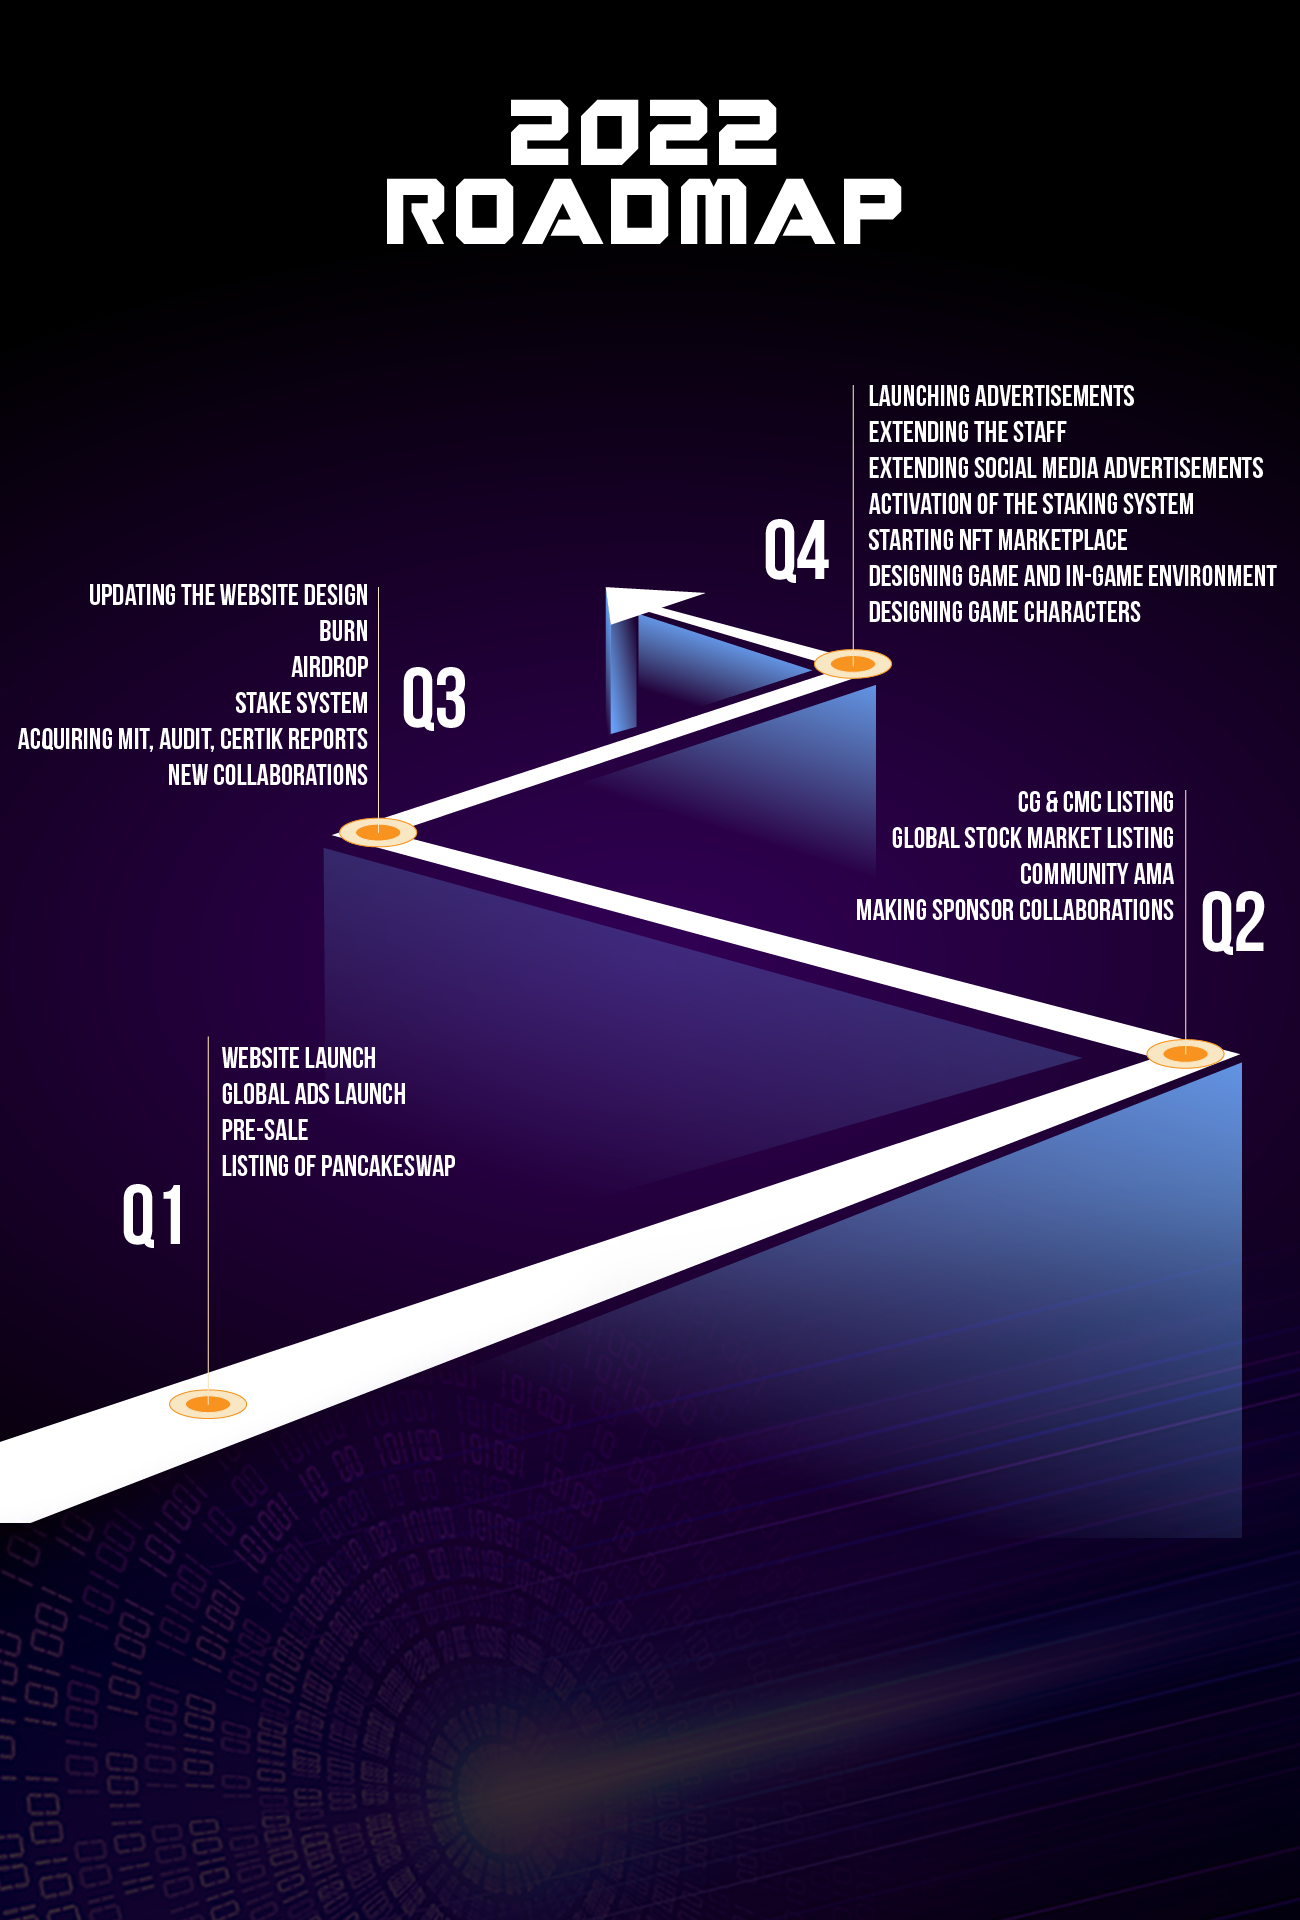 2022
ROADMAP
LAUNCHING ADVERTISEMENTS
EXTENDING THE STAFF
EXTENDING SOCIAL MEDIA ADVERTISEMENTS
ACTIVATION OF THE STAKING SYSTEM
STARTING NFT MARKETPLACE
DESIGNING GAME AND IN-GAME ENVIRONMENT
DESIGNING GAME CHARACTERS
Q4
UPDATING THE WEBSITE DESIGN
BURN
AIRDROP
STAKE SYSTEM
ACQUIRING MIT, AUDIT, CERTIK REPORTS
NEW COLLABORATIONS
Q3
CG & CMC LISTING
GLOBAL STOCK MARKET LISTING
COMMUNITY AMA
MAKING SPONSOR COLLABORATIONS
Q2
WEBSITE LAUNCH
GLOBAL ADS LAUNCH
PRE-SALE
LISTING OF PANCAKESWAP
Q1